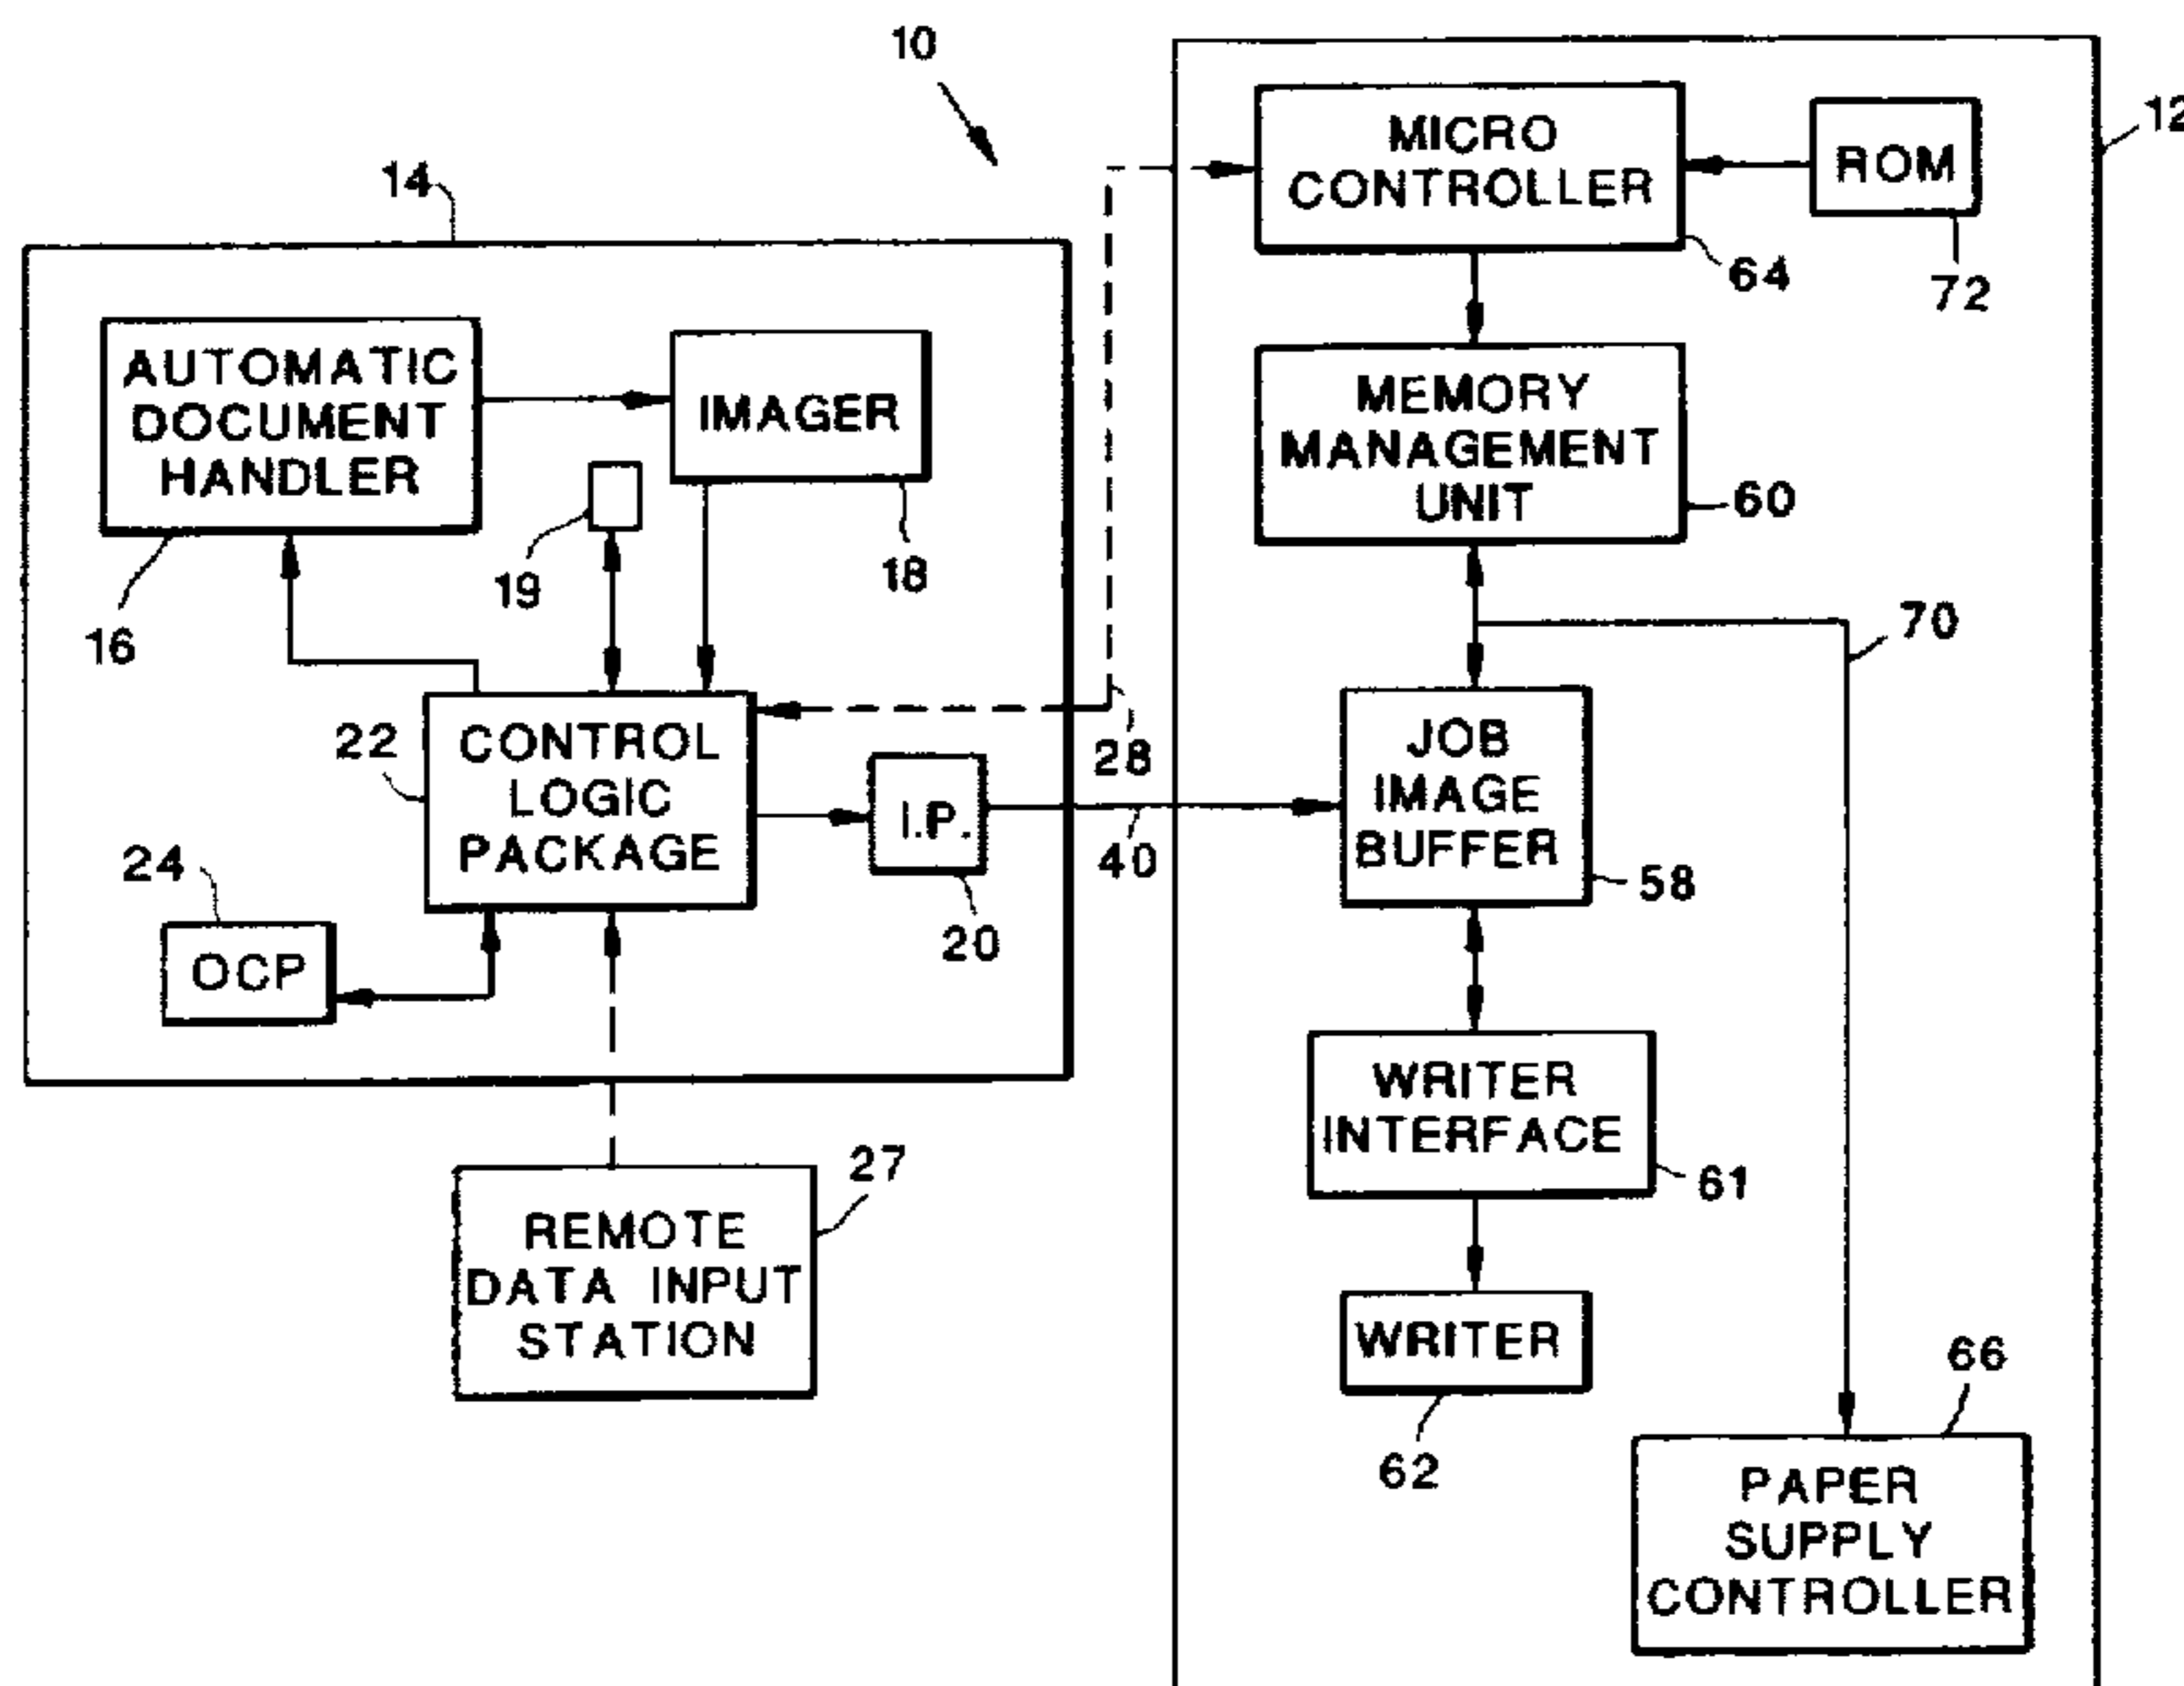 10
12
14
MICRO
CONTROLLER
ROM
64
72
AUTOMATIC
DOCUMENT
HANDLER
IMAGER
MEMORY
MANAGEMENT
UNIT
60
16
19
18
70
22
CONTROL
LOGIC
PACKAGE
I.P.
28
40
JOB
IMAGE
BUFFER
58
24
OCP
20
WRITER
INTERFACE
61
27
REMOTE
DATA INPUT
STATION
WRITER
62
66
PAPER
SUPPLY
CONTROLLER